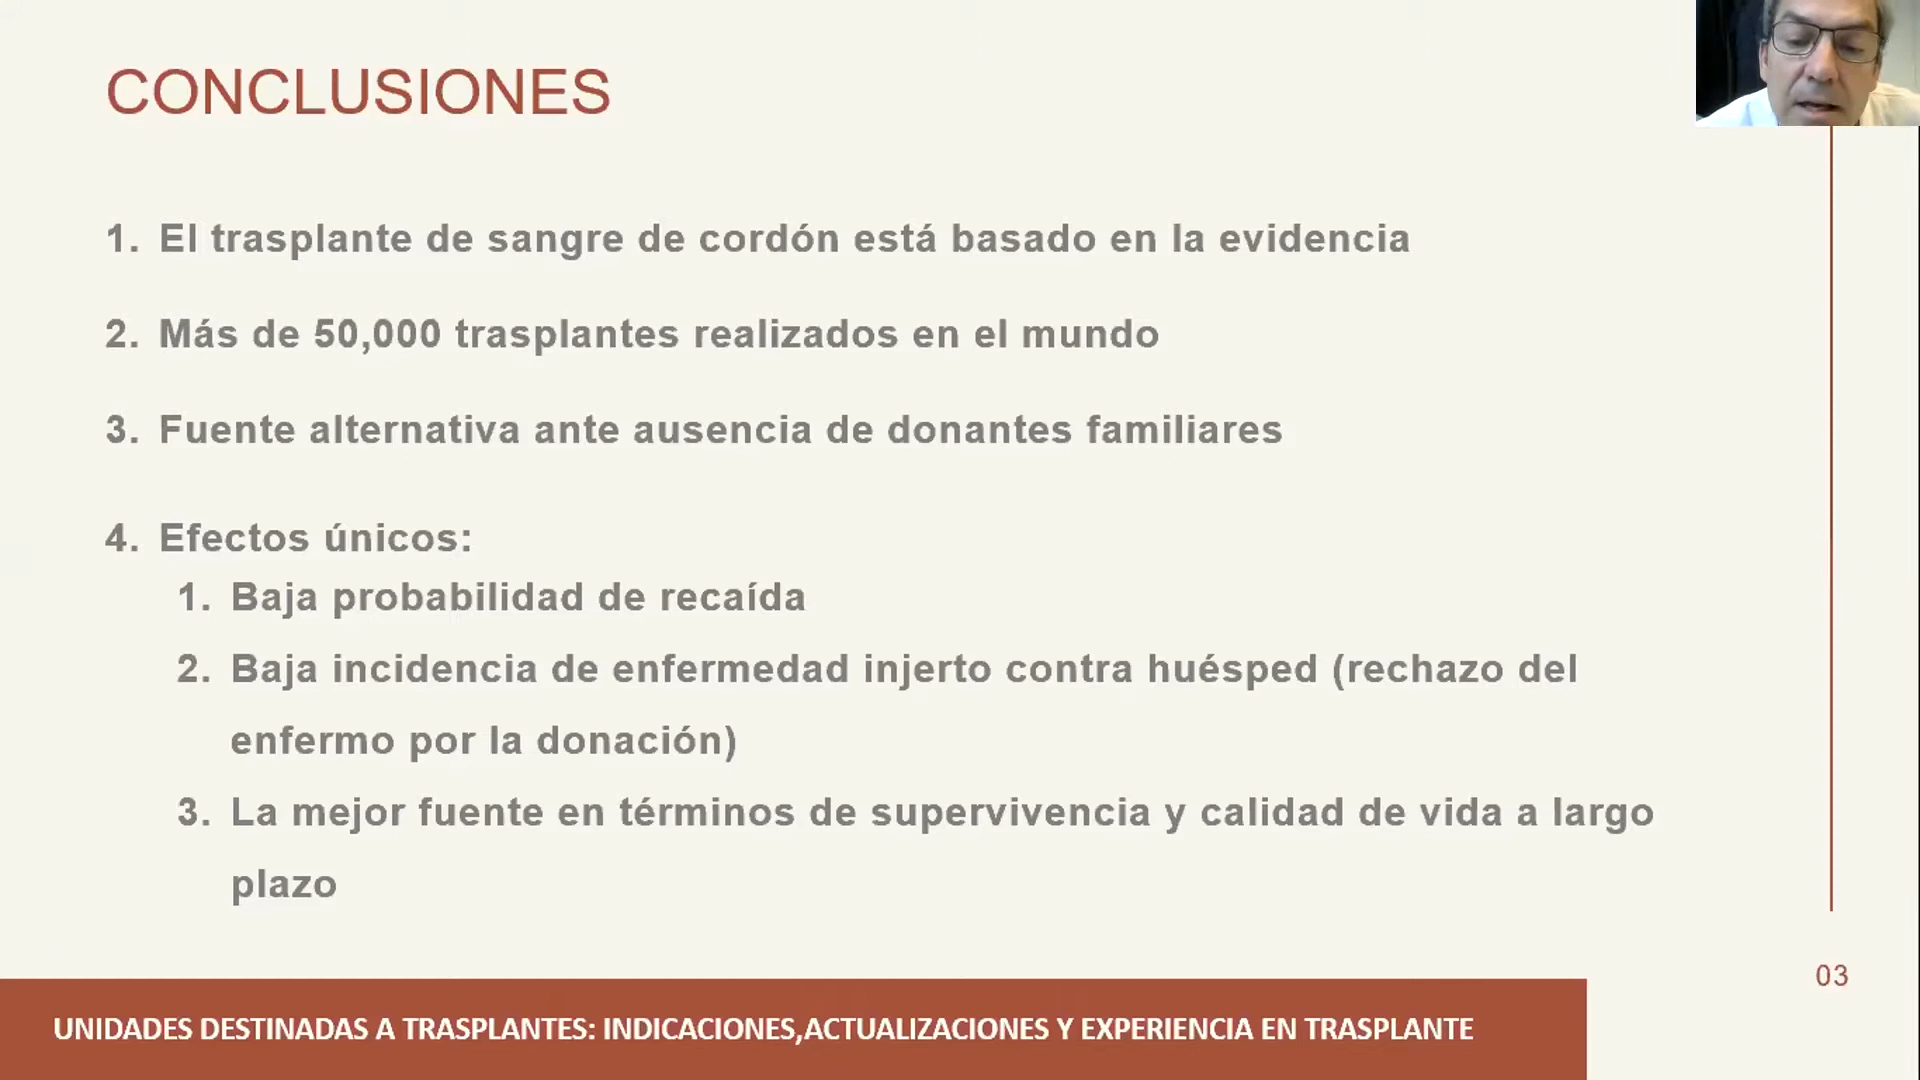 CONCLUSIONES
1. El trasplante de sangre de cordón está basado en la evidencia
2. Más de 50,000 trasplantes realizados en el mundo
3. Fuente alternativa ante ausencia de donantes familiares
4. Efectos únicos:
1. Baja probabilidad de recaída
2. Baja incidencia de enfermedad injerto contra huésped (rechazo del
enfermo por la donación)
3. La mejor fuente en términos de supervivencia y calidad de vida a largo
plazo
03
UNIDADES DESTINADAS A TRASPLANTES: INDICACIONES,ACTUALIZACIONES Y EXPERIENCIA EN TRASPLANTE